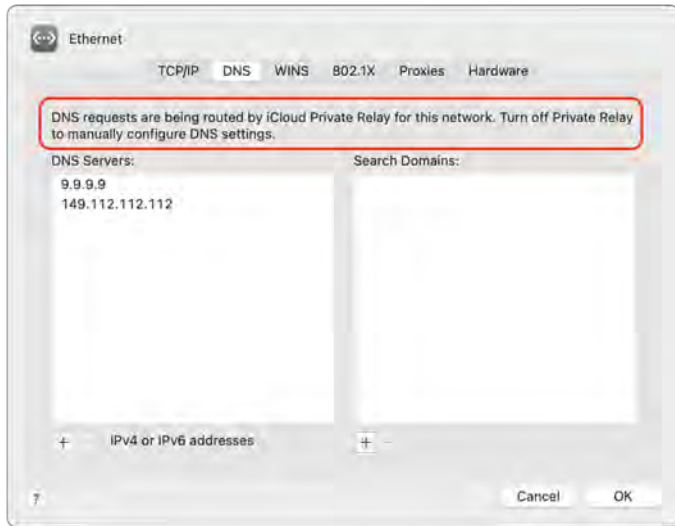 Ethernet
TCP/IP DNS WINS 802.1X Proxies Hardware
DNS requests are being routed by iCloud Private Relay for this network. Turn off Private Relay
to manually configure DNS settings.
DNS Servers: Search Domains:
9.9.9.9
149.112.112.112
+ IPv4 or IPv6 addresses + -
? Cancel OK